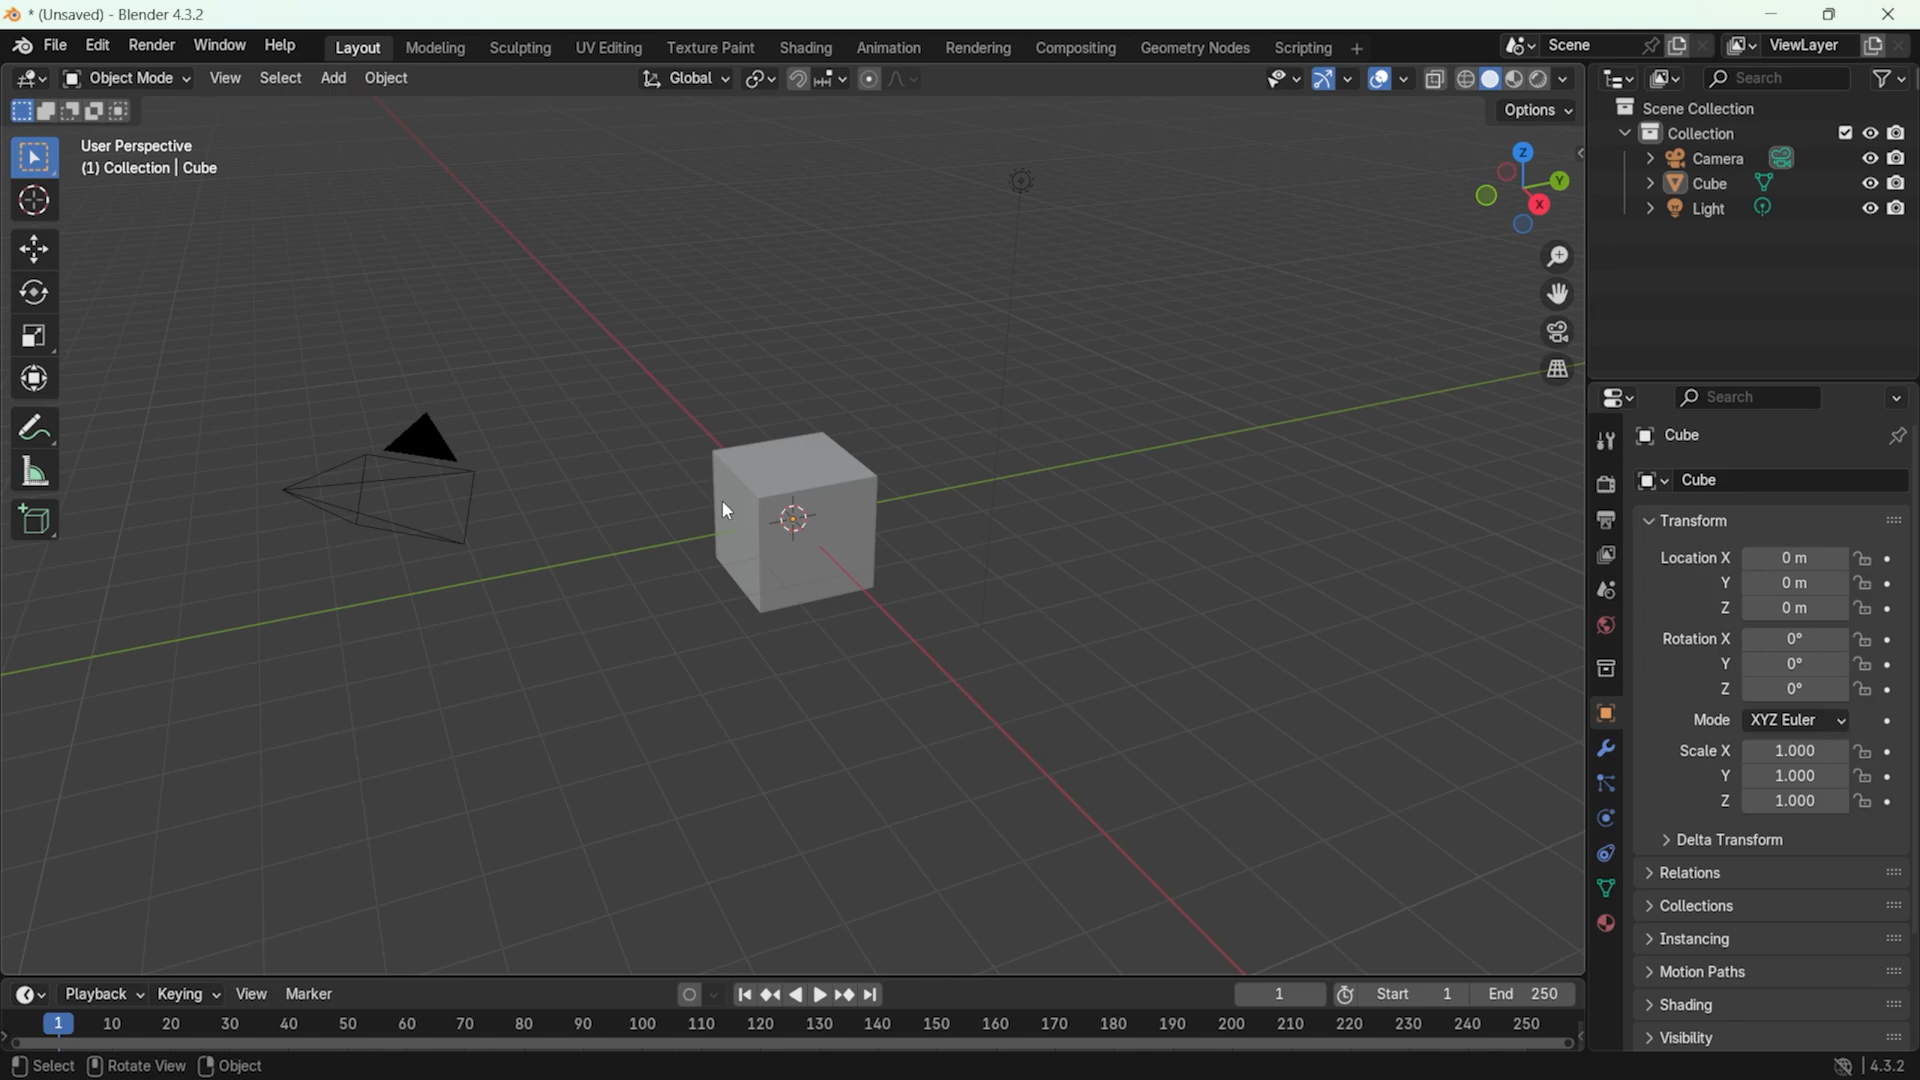 * (Unsaved) - Blender 4.3.2
File Edit Render Window Help Layout Modeling Sculpting UV Editing Texture Paint Shading Animation Rendering Compositing Geometry Nodes Scripting + Scene ViewLayer
Object Mode View Select Add Object Global Search
Options
User Perspective
(1) Collection | Cube
Z
Y
X
Scene Collection
Collection
Camera
Cube
Light
Search
Cube
Cube
Transform
Location X 0 m
Y 0 m
Z 0 m
Rotation X 0°
Y 0°
Z 0°
Mode XYZ Euler
Scale X 1.000
Y 1.000
Z 1.000
Delta Transform
Relations
Collections
Instancing
Motion Paths
Shading
Visibility
Playback Keying View Marker 1 Start 1 End 250
1 10 20 30 40 50 60 70 80 90 100 110 120 130 140 150 160 170 180 190 200 210 220 230 240 250
Select Rotate View Object 4.3.2